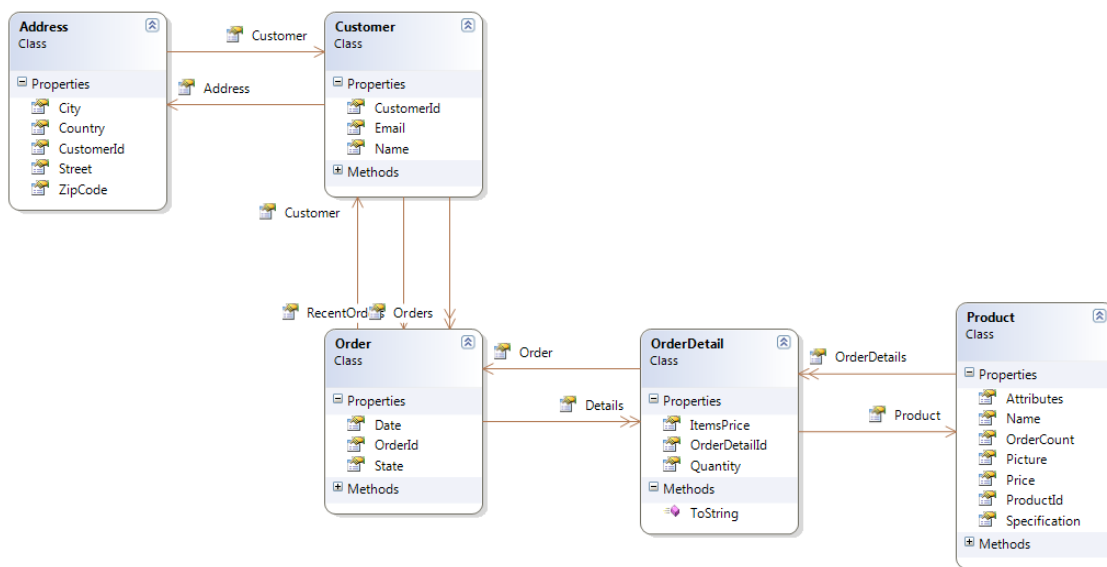 Address
Class
Properties
City
Country
CustomerId
Street
ZipCode
Customer
Address
Customer
Class
Properties
CustomerId
Email
Name
Methods
Customer
RecentOrd
Orders
Order
Class
Properties
Date
OrderId
State
Methods
Order
Details
OrderDetail
Class
Properties
ItemsPrice
OrderDetailId
Quantity
Methods
ToString
OrderDetails
Product
Product
Class
Properties
Attributes
Name
OrderCount
Picture
Price
ProductId
Specification
Methods